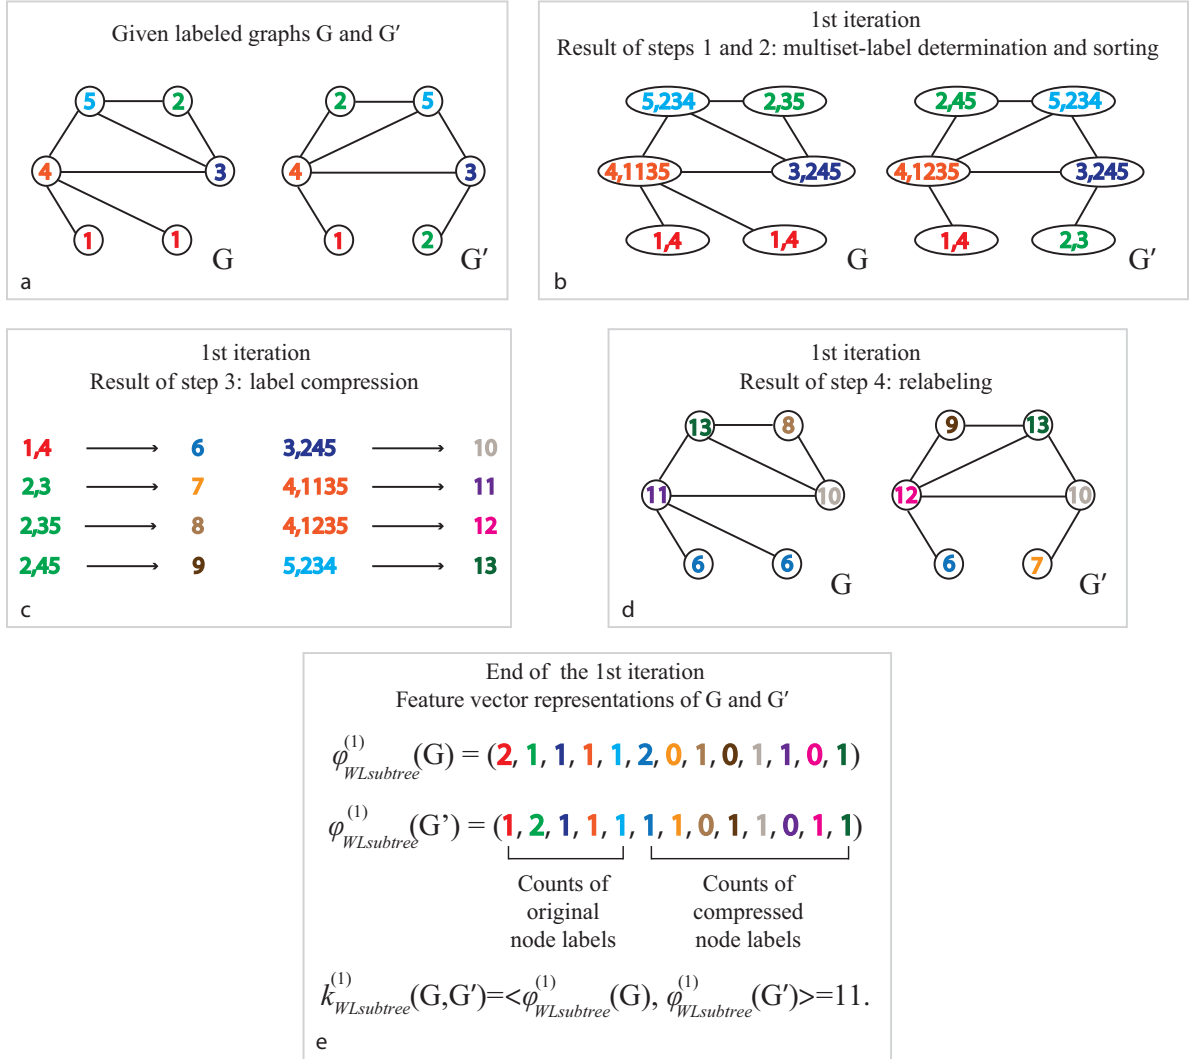 Given labeled graphs G and G′
5 2 2 5
4 3 4 3
1 1 G 1 2 G′
a
1st iteration
Result of steps 1 and 2: multiset-label determination and sorting
5,234 2,35 2,45 5,234
4,1135 3,245 4,1235 3,245
1,4 1,4 G 1,4 2,3 G′
b
1st iteration
Result of step 3: label compression
1,4 → 6 3,245 → 10
2,3 → 7 4,1135 → 11
2,35 → 8 4,1235 → 12
2,45 → 9 5,234 → 13
c
1st iteration
Result of step 4: relabeling
13 8 9 13
11 10 12 10
6 6 G 6 7 G′
d
End of the 1st iteration
Feature vector representations of G and G′
φ(1)WLsubtree(G) = (2, 1, 1, 1, 1, 2, 0, 1, 0, 1, 1, 0, 1)
φ(1)WLsubtree(G’) = (1, 2, 1, 1, 1, 1, 1, 0, 1, 1, 0, 1, 1)
Counts of Counts of
original compressed
node labels node labels
k(1)WLsubtree(G,G′)=<φ(1)WLsubtree(G), φ(1)WLsubtree(G′)>=11.
e